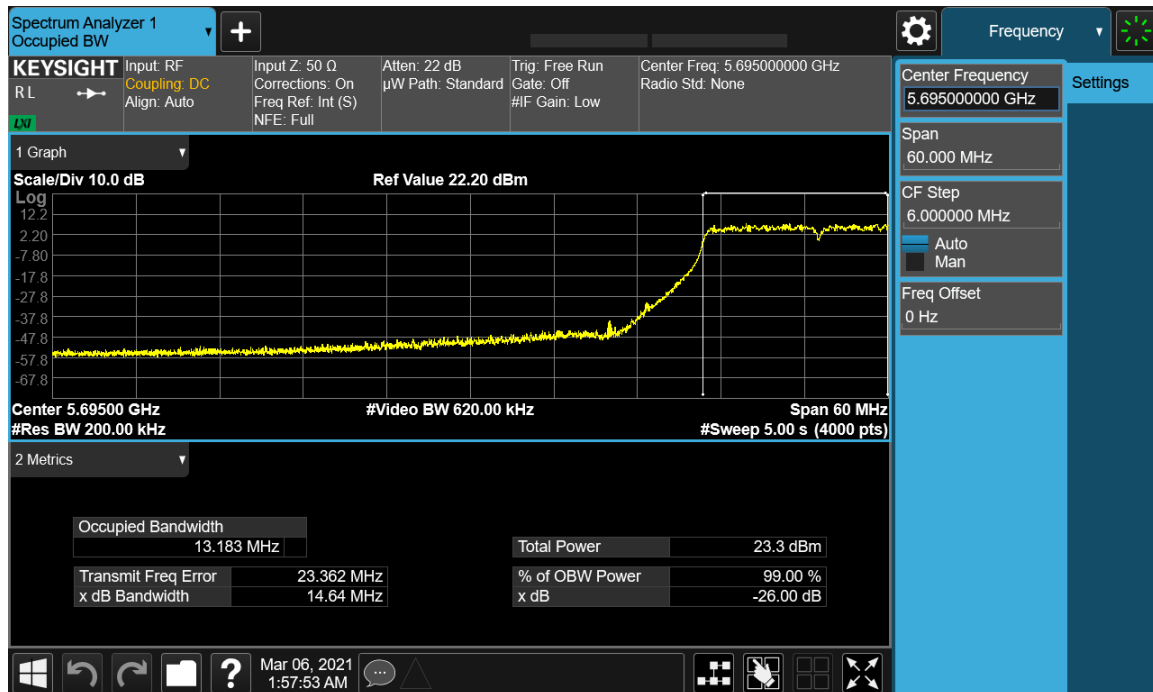 Spectrum Analyzer 1
Occupied BW
+
Frequency
KEYSIGHT
R L
LXI
Input: RF
Coupling: DC
Align: Auto
Input Z: 50 Ω
Corrections: On
Freq Ref: Int (S)
NFE: Full
Atten: 22 dB
µW Path: Standard
Trig: Free Run
Gate: Off
#IF Gain: Low
Center Freq: 5.695000000 GHz
Radio Std: None
Center Frequency
5.695000000 GHz
Settings
Span
60.000 MHz
CF Step
6.000000 MHz
Auto
Man
Freq Offset
0 Hz
1 Graph
Scale/Div 10.0 dB
Ref Value 22.20 dBm
Log
12.2
2.20
-7.80
-17.8
-27.8
-37.8
-47.8
-57.8
-67.8
Center 5.69500 GHz
#Video BW 620.00 kHz
Span 60 MHz
#Res BW 200.00 kHz
#Sweep 5.00 s (4000 pts)
2 Metrics
Occupied Bandwidth
13.183 MHz
Total Power 23.3 dBm
Transmit Freq Error 23.362 MHz
% of OBW Power 99.00 %
x dB Bandwidth 14.64 MHz
x dB -26.00 dB
?
Mar 06, 2021
1:57:53 AM